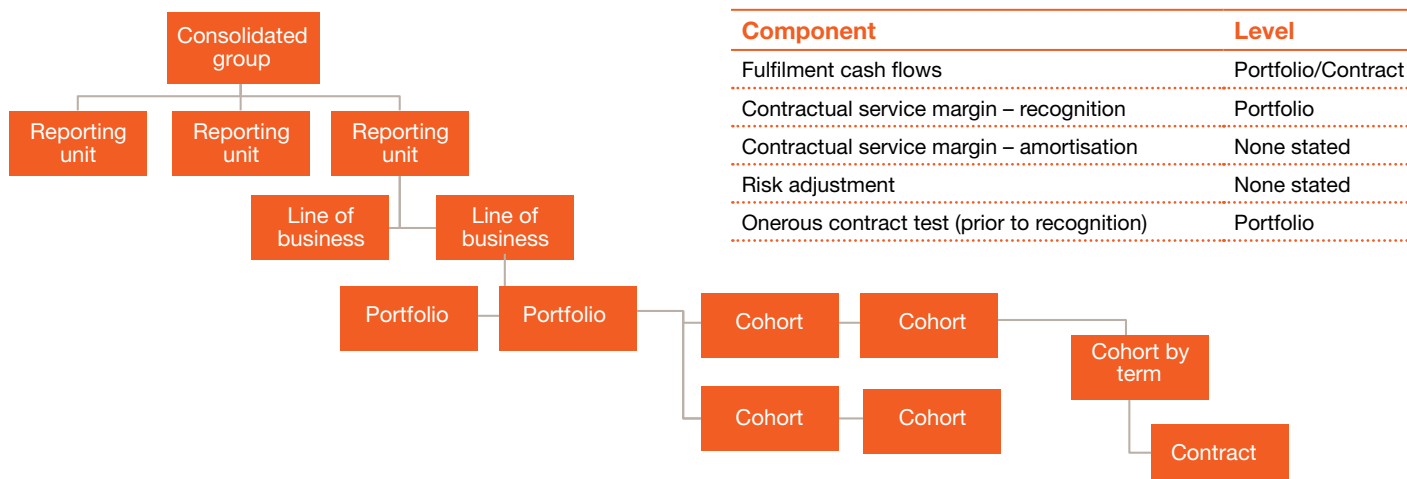 Consolidated
group
Reporting
unit
Reporting
unit
Reporting
unit
Line of
business
Line of
business
Portfolio
Portfolio
Cohort
Cohort
Cohort
Cohort
Cohort by
term
Contract
Component Level
Fulfilment cash flows Portfolio/Contract
Contractual service margin – recognition Portfolio
Contractual service margin – amortisation None stated
Risk adjustment None stated
Onerous contract test (prior to recognition) Portfolio